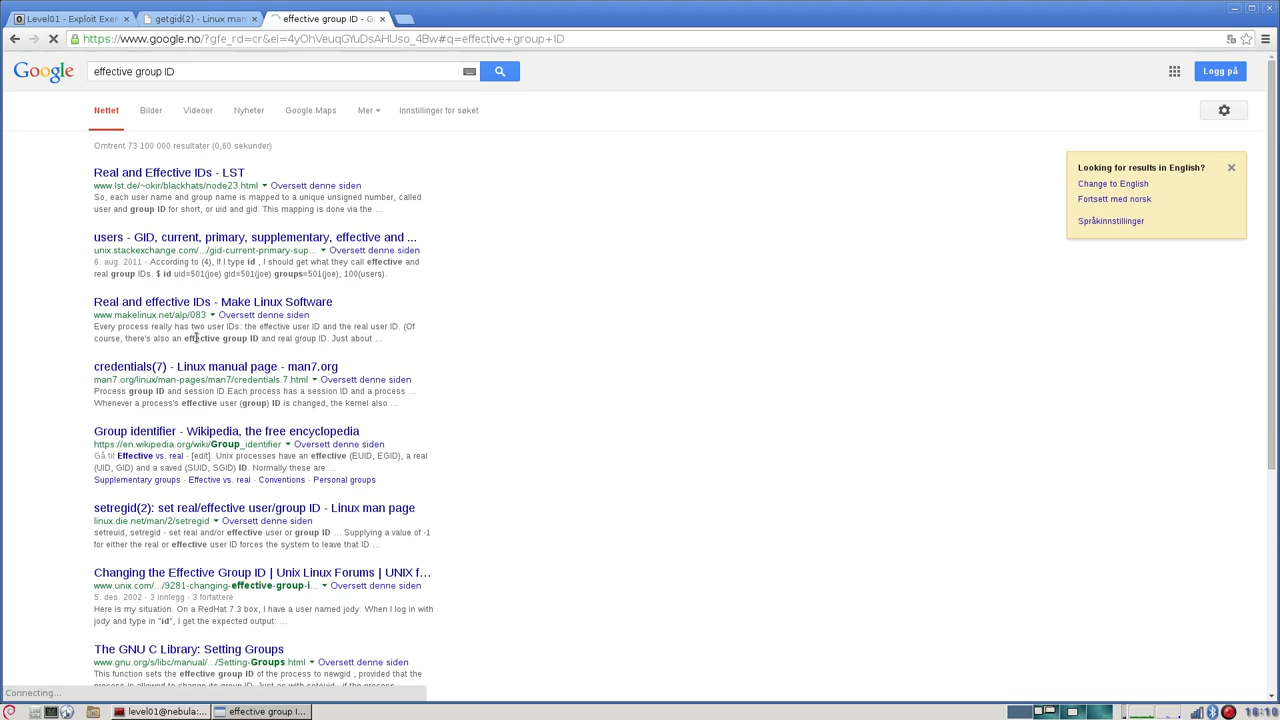 Level01 - Exploit Exer
getgid(2) - Linux man
effective group ID - G
https://www.google.no/?gfe_rd=cr&ei=4yOhVeuqGYuDsAHUso_4Bw#q=effective+group+ID
Google
effective group ID
Logg på
Nettet
Bilder
Videoer
Nyheter
Google Maps
Mer
Innstillinger for søket
Omtrent 73 100 000 resultater (0,60 sekunder)
Looking for results in English?
Change to English
Fortsett med norsk
Språkinnstillinger
Real and Effective IDs - LST
www.lst.de/~okir/blackhats/node23.html Oversett denne siden
So, each user name and group name is mapped to a unique unsigned number, called
user and group ID for short, or uid and gid. This mapping is done via the ...
users - GID, current, primary, supplementary, effective and ...
unix.stackexchange.com/.../gid-current-primary-sup... Oversett denne siden
6. aug. 2011 - According to (4), If I type id , I should get what they call effective and
real group IDs. $ id uid=501(joe) gid=501(joe) groups=501(joe), 100(users).
Real and effective IDs - Make Linux Software
www.makelinux.net/alp/083 Oversett denne siden
Every process really has two user IDs: the effective user ID and the real user ID. (Of
course, there's also an effective group ID and real group ID. Just about ...
credentials(7) - Linux manual page - man7.org
man7.org/linux/man-pages/man7/credentials.7.html Oversett denne siden
Process group ID and session ID Each process has a session ID and a process ...
Whenever a process's effective user (group) ID is changed, the kernel also ...
Group identifier - Wikipedia, the free encyclopedia
https://en.wikipedia.org/wiki/Group_identifier Oversett denne siden
Gå til Effective vs. real - [edit]. Unix processes have an effective (EUID, EGID), a real
(UID, GID) and a saved (SUID, SGID) ID. Normally these are ...
Supplementary groups - Effective vs. real - Conventions - Personal groups
setregid(2): set real/effective user/group ID - Linux man page
linux.die.net/man/2/setregid Oversett denne siden
setreuid, setregid - set real and/or effective user or group ID ... Supplying a value of -1
for either the real or effective user ID forces the system to leave that ID ...
Changing the Effective Group ID | Unix Linux Forums | UNIX f...
www.unix.com/.../9281-changing-effective-group-i... Oversett denne siden
5. des. 2002 - 3 innlegg - 3 forfattere
Here is my situation. On a RedHat 7.3 box, I have a user named jody. When I log in with
jody and type in "id", I get the expected output: ...
The GNU C Library: Setting Groups
www.gnu.org/s/libc/manual/.../Setting-Groups.html Oversett denne siden
This function sets the effective group ID of the process to newgid , provided that the
process is allowed to change its group ID. Just as with setuid, if the process
Connecting...
level01@nebula:...
effective group I...
16:10